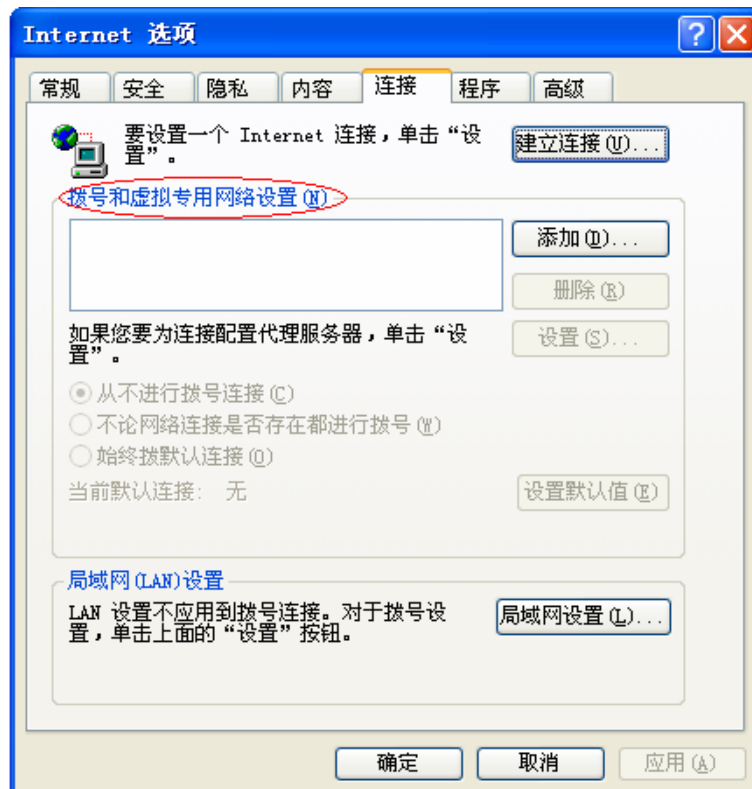 Internet 选项
常规 安全 隐私 内容 连接 程序 高级
要设置一个 Internet 连接，单击“设
置”。
建立连接(U)...
拨号和虚拟专用网络设置(N)
添加(D)...
删除(R)
如果您要为连接配置代理服务器，单击“设
置”。
设置(S)...
从不进行拨号连接(C)
不论网络连接是否存在都进行拨号(W)
始终拨默认连接(O)
当前默认连接： 无
设置默认值(E)
局域网(LAN)设置
LAN 设置不应用到拨号连接。对于拨号设
置，单击上面的“设置”按钮。
局域网设置(L)...
确定 取消 应用(A)